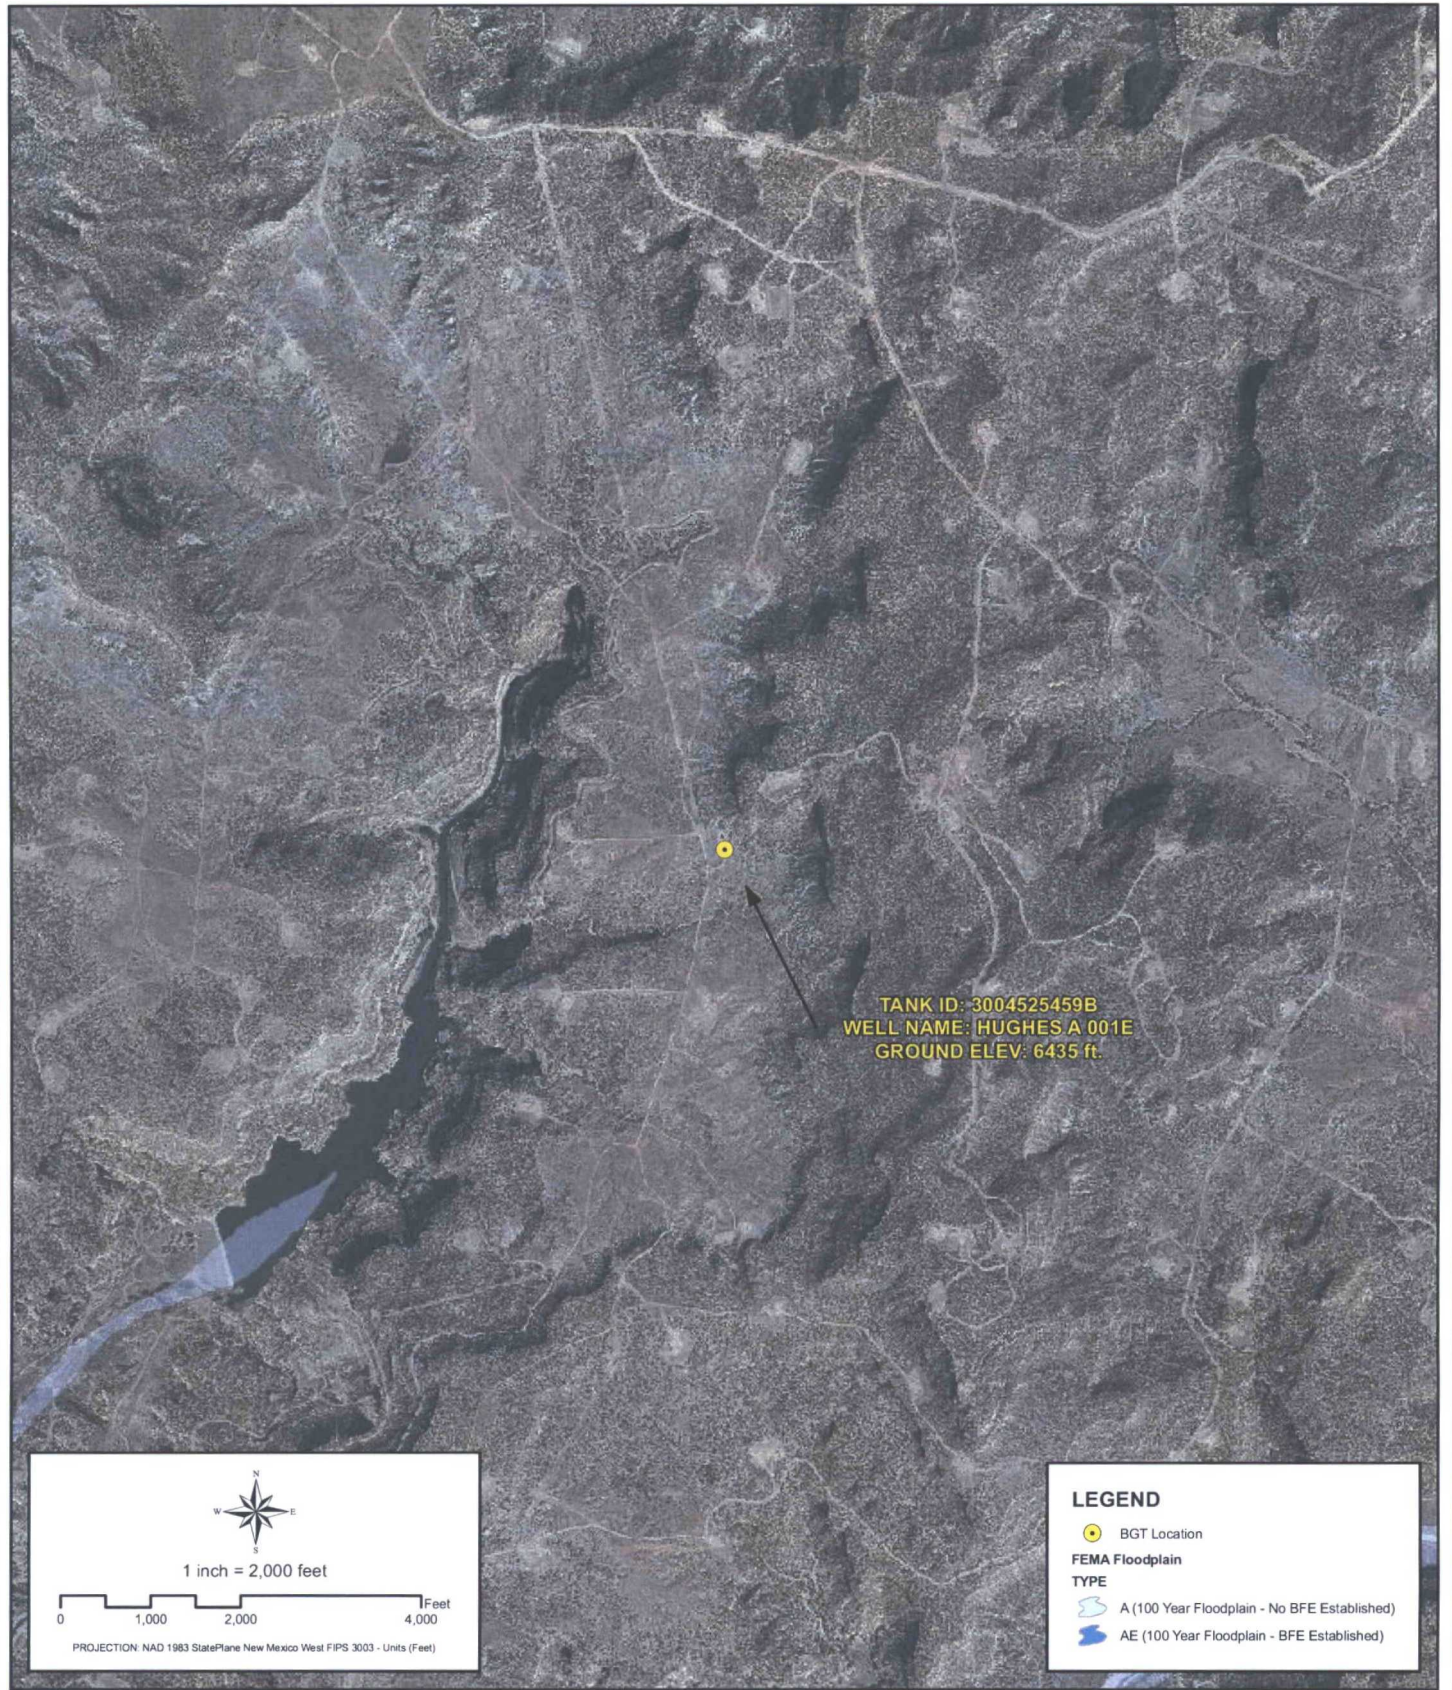 TANK ID: 3004525459B
WELL NAME: HUGHES A 001E
GROUND ELEV: 6435 ft.
N
W E
S
1 inch = 2,000 feet
Feet
0 1,000 2,000 4,000
PROJECTION: NAD 1983 StatePlane New Mexico West FIPS 3003 - Units (Feet)
LEGEND
BGT Location
FEMA Floodplain
TYPE
A (100 Year Floodplain - No BFE Established)
AE (100 Year Floodplain - BFE Established)